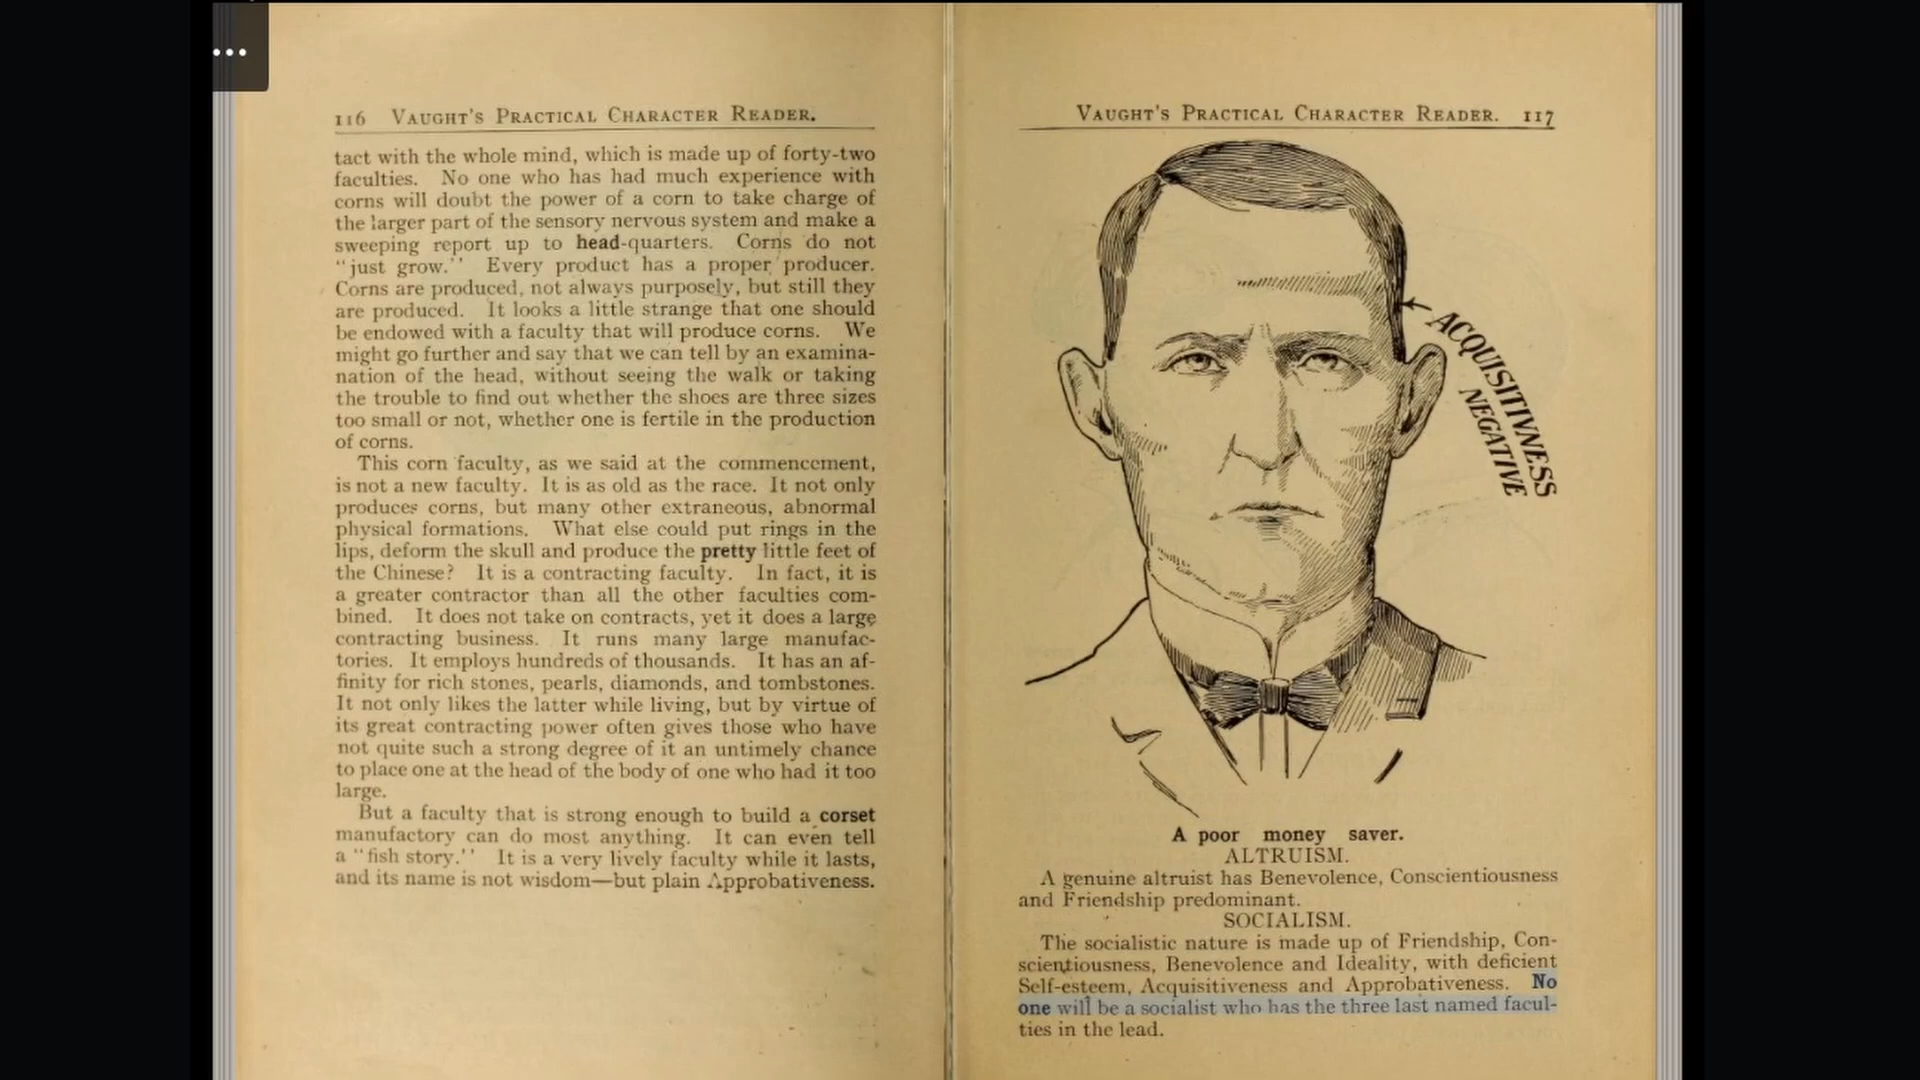 116 VAUGHT'S PRACTICAL CHARACTER READER.
tact with the whole mind, which is made up of forty-two
faculties. No one who has had much experience with
corns will doubt the power of a corn to take charge of
the larger part of the sensory nervous system and make a
sweeping report up to head-quarters. Corns do not
"just grow." Every product has a proper producer.
Corns are produced, not always purposely, but still they
are produced. It looks a little strange that one should
be endowed with a faculty that will produce corns. We
might go further and say that we can tell by an examina-
nation of the head, without seeing the walk or taking
the trouble to find out whether the shoes are three sizes
too small or not, whether one is fertile in the production
of corns.
This corn faculty, as we said at the commencement,
is not a new faculty. It is as old as the race. It not only
produces corns, but many other extraneous, abnormal
physical formations. What else could put rings in the
lips, deform the skull and produce the pretty little feet of
the Chinese? It is a contracting faculty. In fact, it is
a greater contractor than all the other faculties com-
bined. It does not take on contracts, yet it does a large
contracting business. It runs many large manufac-
tories. It employs hundreds of thousands. It has an af-
finity for rich stones, pearls, diamonds, and tombstones.
It not only likes the latter while living, but by virtue of
its great contracting power often gives those who have
not quite such a strong degree of it an untimely chance
to place one at the head of the body of one who had it too
large.
But a faculty that is strong enough to build a corset
manufactory can do most anything. It can even tell
a "fish story." It is a very lively faculty while it lasts,
and its name is not wisdom—but plain Approbativeness.
VAUGHT'S PRACTICAL CHARACTER READER. 117
ACQUISITIVNESS
NEGATIVE
A poor money saver.
ALTRUISM.
A genuine altruist has Benevolence, Conscientiousness
and Friendship predominant.
SOCIALISM.
The socialistic nature is made up of Friendship, Con-
scientiousness, Benevolence and Ideality, with deficient
Self-esteem, Acquisitiveness and Approbativeness. No
one will be a socialist who has the three last named facul-
ties in the lead.